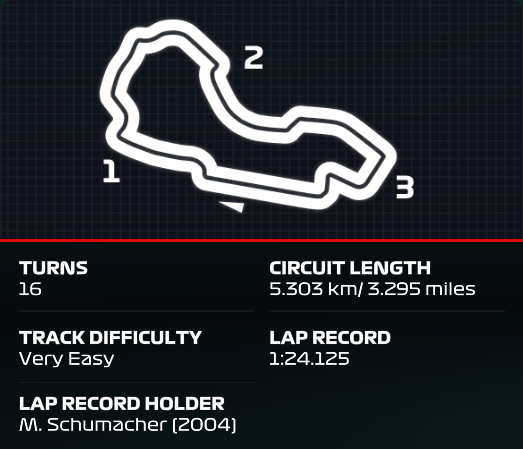 2
1
3
TURNS
16
CIRCUIT LENGTH
5.303 km/ 3.295 miles
TRACK DIFFICULTY
Very Easy
LAP RECORD
1:24.125
LAP RECORD HOLDER
M. Schumacher (2004)